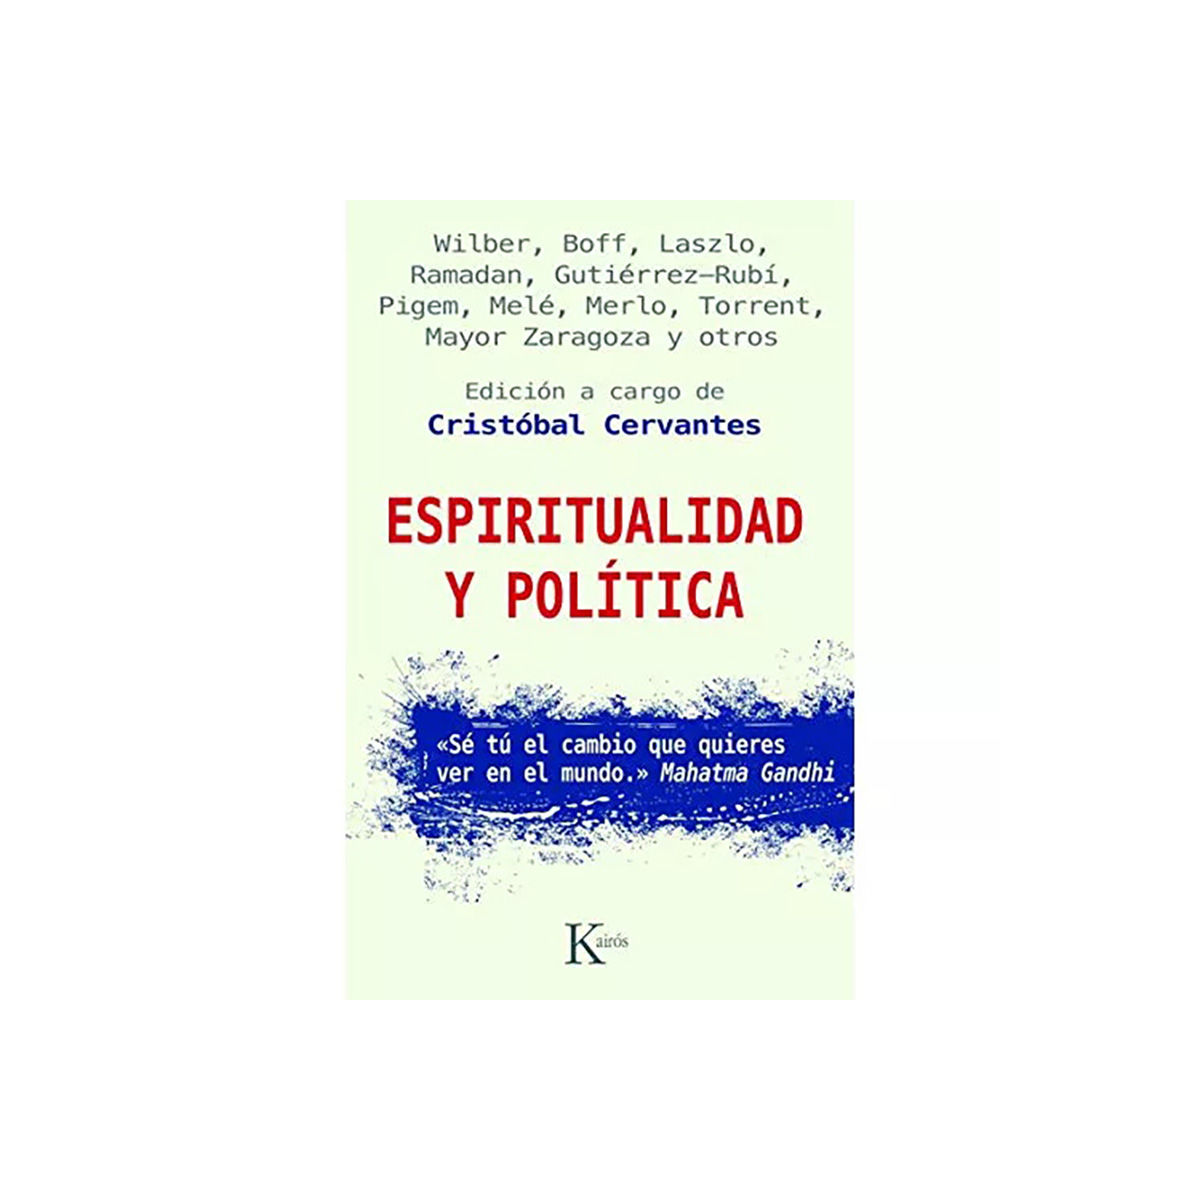 Wilber, Boff, Laszlo,
Ramadan, Gutiérrez–Rubí,
Pigem, Melé, Merlo, Torrent,
Mayor Zaragoza y otros
Edición a cargo de
Cristóbal Cervantes
ESPIRITUALIDAD
Y POLÍTICA
«Sé tú el cambio que quieres
ver en el mundo.» Mahatma Gandhi
Kairós